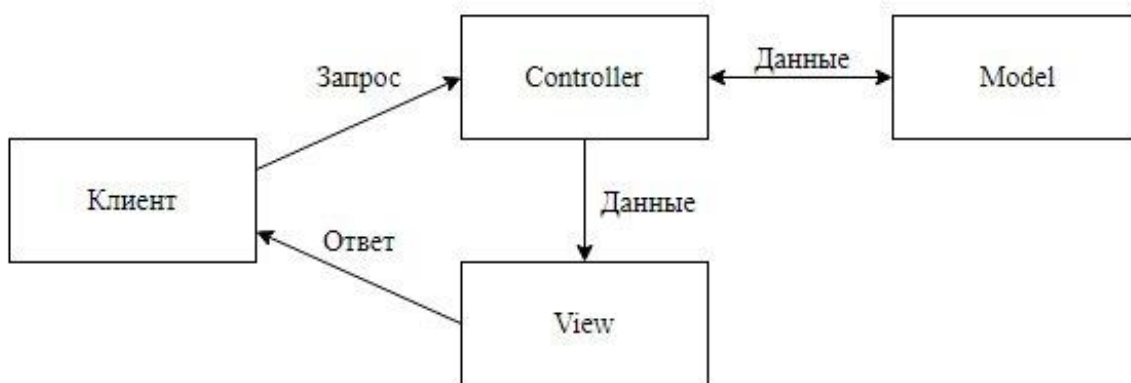 Запрос
Controller
Данные
Model
Клиент
Данные
Ответ
View